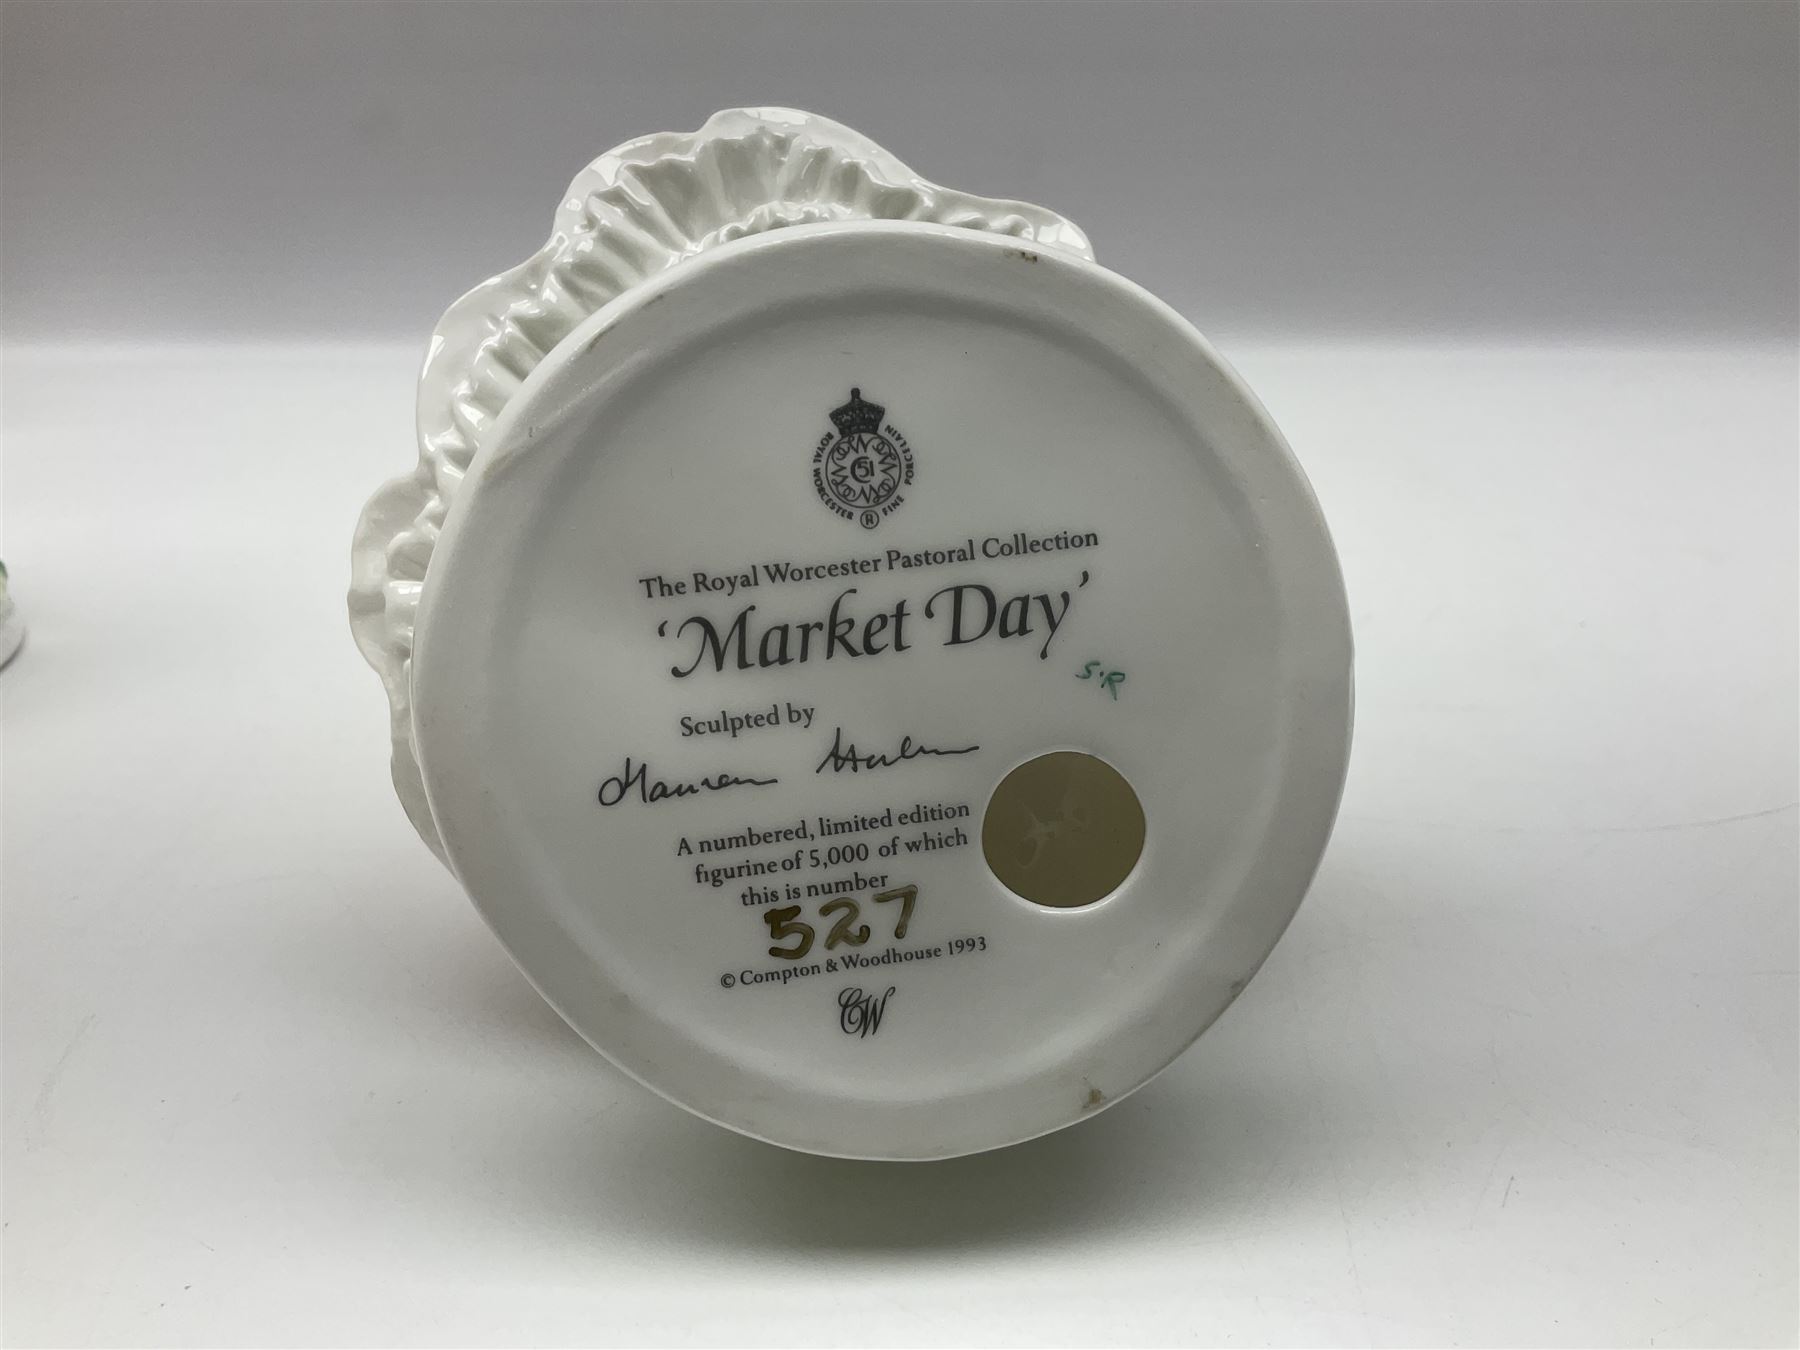 ROYAL WORCESTER ® FINE PORCELAIN
51
The Royal Worcester Pastoral Collection
‘Market Day’
S.R
Sculpted by
Maureen
A numbered, limited edition
figurine of 5,000 of which
this is number
527
© Compton & Woodhouse 1993
CW